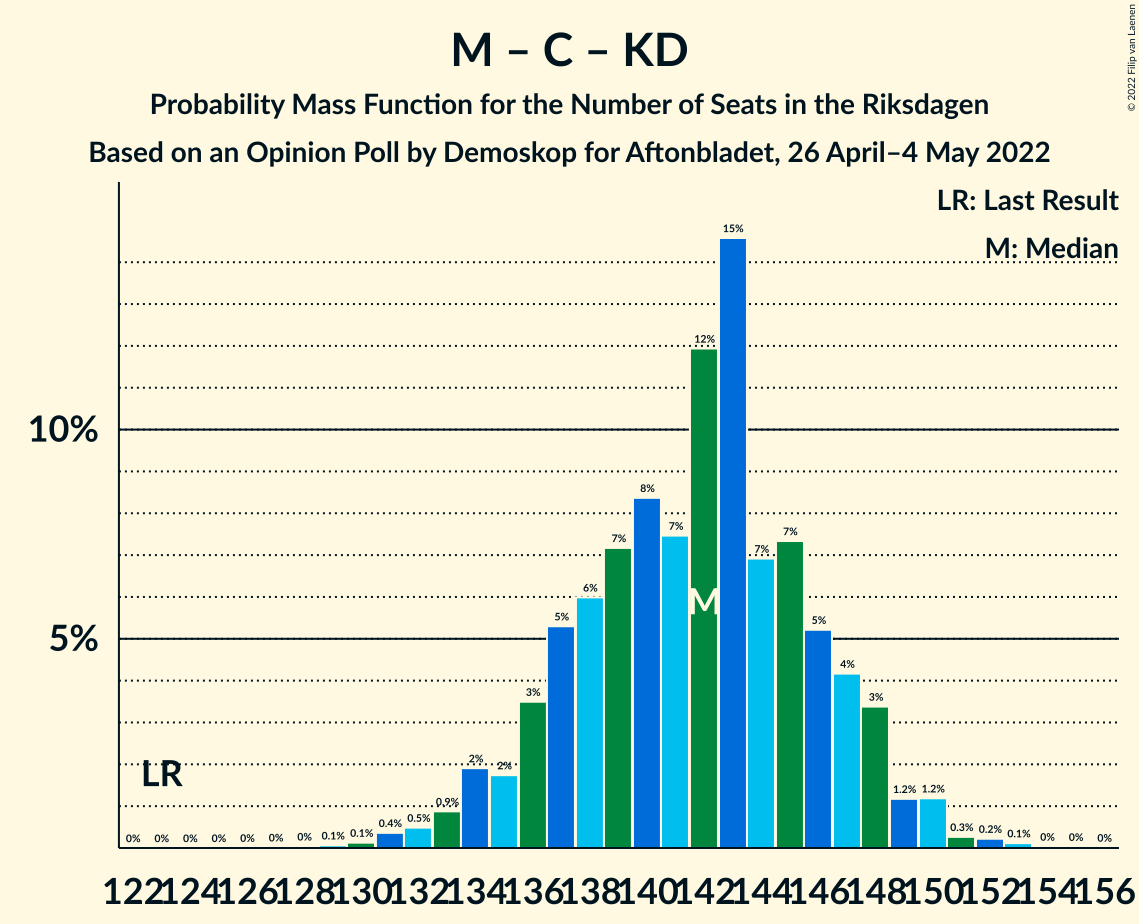 M – C – KD
Probability Mass Function for the Number of Seats in the Riksdagen
Based on an Opinion Poll by Demoskop for Aftonbladet, 26 April–4 May 2022
© 2022 Filip van Laenen
LR: Last Result
M: Median
15%
12%
10%
8%
7%
7%
7%
7%
6%
5%
5%
5%
4%
3%
3%
M
LR
2%
2%
0.9%
0.5%
0.4%
0.1%
0.1%
0% 0% 0% 0% 0% 0% 0%
1.2% 1.2%
0.3%
0.2%
0.1%
0% 0% 0%
122 124 126 128 130 132 134 136 138 140 142 144 146 148 150 152 154 156